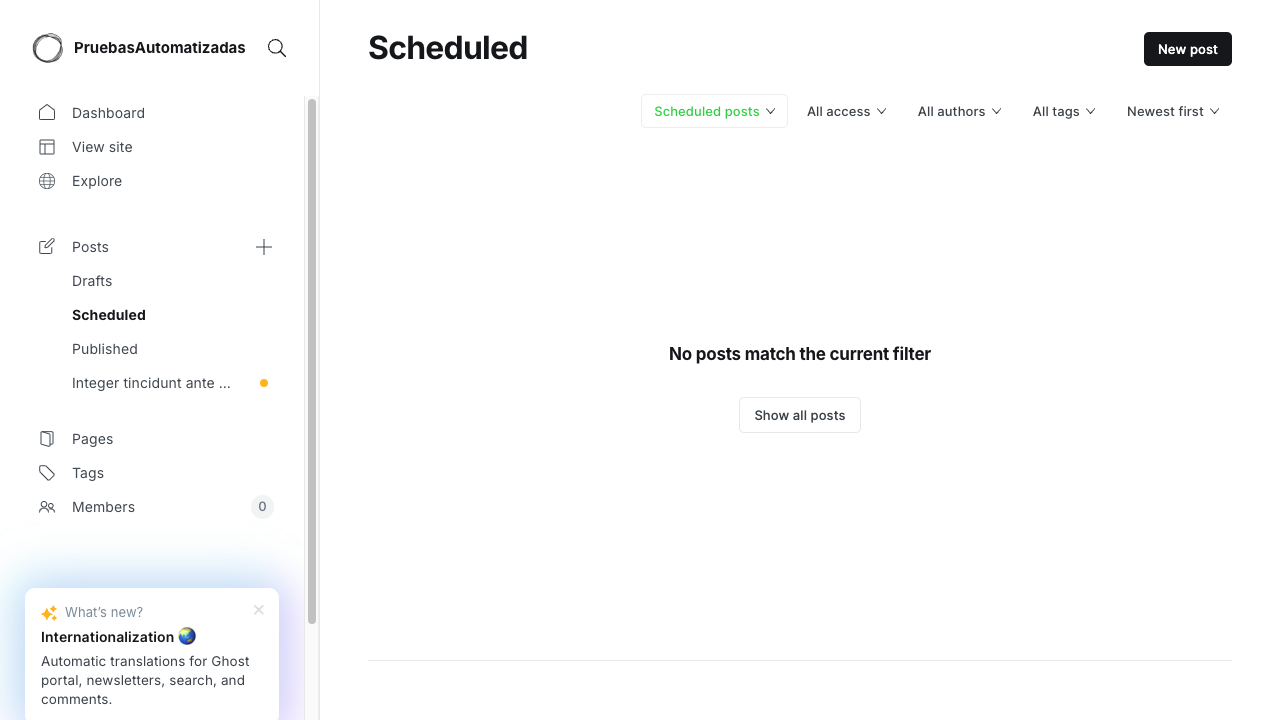 PruebasAutomatizadas
Dashboard
View site
Explore
Posts
Drafts
Scheduled
Published
Integer tincidunt ante ...
Pages
Tags
Members
0
What's new?
Internationalization 🌏
Automatic translations for Ghost
portal, newsletters, search, and
comments.
Scheduled
New post
Scheduled posts
All access
All authors
All tags
Newest first
No posts match the current filter
Show all posts